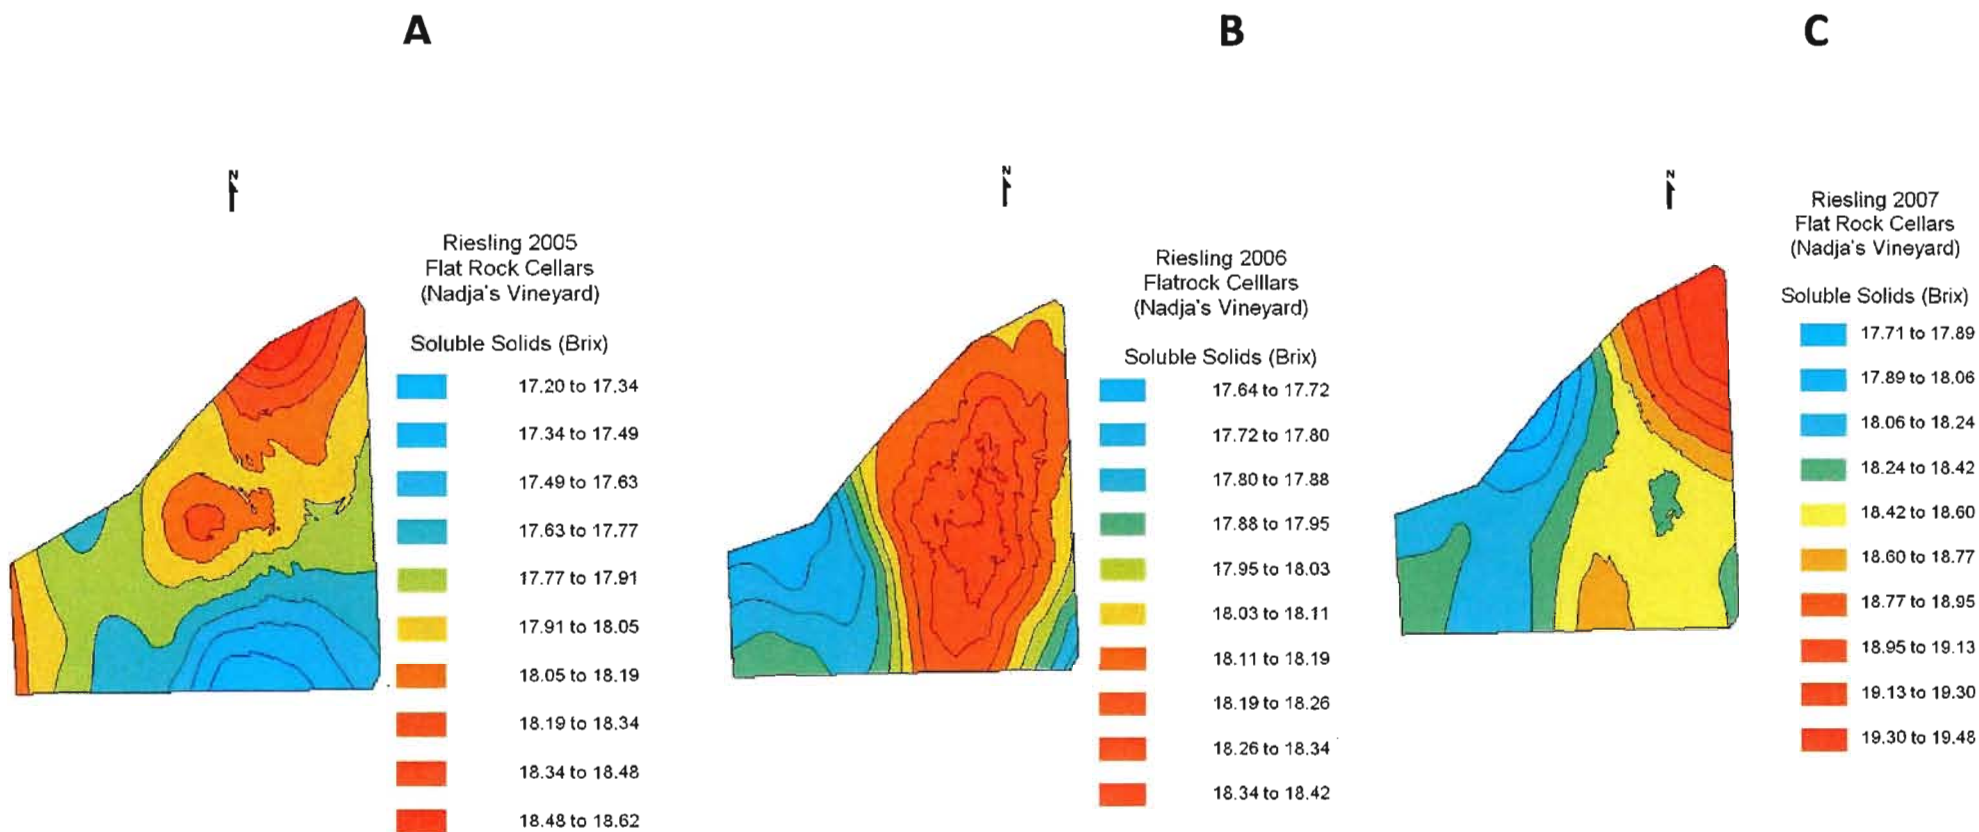 A
N
Riesling 2005
Flat Rock Cellars
(Nadja's Vineyard)
Soluble Solids (Brix)
17.20 to 17.34
17.34 to 17.49
17.49 to 17.63
17.63 to 17.77
17.77 to 17.91
17.91 to 18.05
18.05 to 18.19
18.19 to 18.34
18.34 to 18.48
18.48 to 18.62
B
N
Riesling 2006
Flatrock Celllars
(Nadja's Vineyard)
Soluble Solids (Brix)
17.64 to 17.72
17.72 to 17.80
17.80 to 17.88
17.88 to 17.95
17.95 to 18.03
18.03 to 18.11
18.11 to 18.19
18.19 to 18.26
18.26 to 18.34
18.34 to 18.42
C
N
Riesling 2007
Flat Rock Cellars
(Nadja's Vineyard)
Soluble Solids (Brix)
17.71 to 17.89
17.89 to 18.06
18.06 to 18.24
18.24 to 18.42
18.42 to 18.60
18.60 to 18.77
18.77 to 18.95
18.95 to 19.13
19.13 to 19.30
19.30 to 19.48